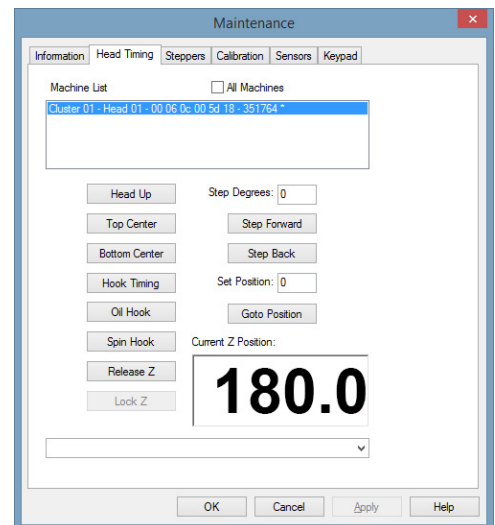 Maintenance
Information Head Timing Steppers Calibration Sensors Keypad
Machine List All Machines
Cluster 01 - Head 01 - 00 06 0c 00 5d 18 - 351764 *
Head Up Step Degrees: 0
Top Center Step Forward
Bottom Center Step Back
Hook Timing Set Position: 0
Oil Hook Goto Position
Spin Hook Current Z Position:
Release Z 180.0
Lock Z
OK Cancel Apply Help